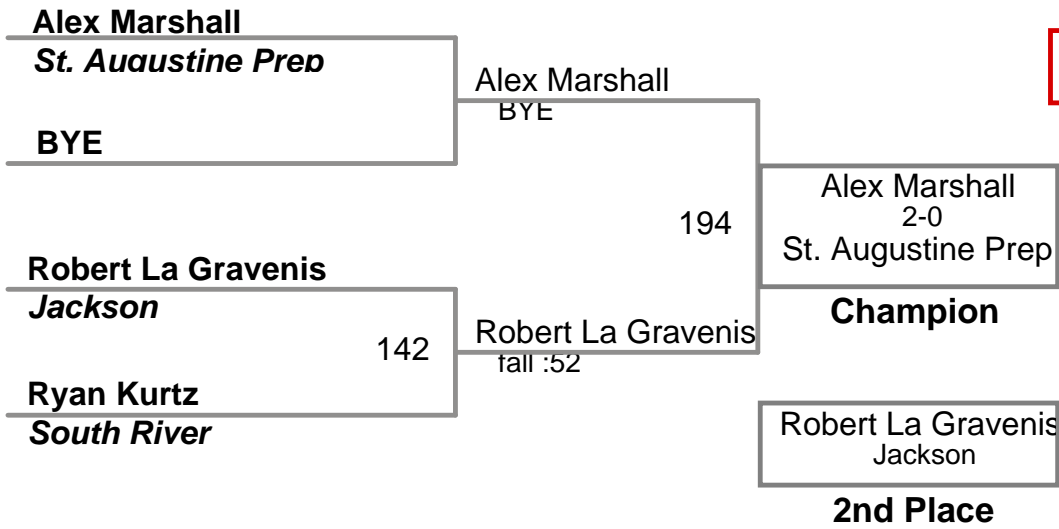 Alex Marshall
St. Augustine Prep
BYE
Robert La Gravenis
Jackson
Ryan Kurtz
South River
142
Alex Marshall
BYE
Robert La Gravenis
fall :52
194
Alex Marshall
2-0
St. Augustine Prep
Champion
Robert La Gravenis
Jackson
2nd Place